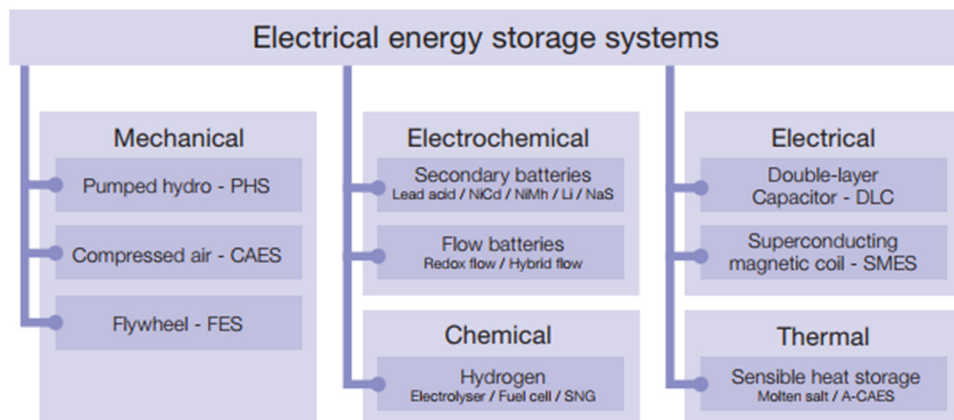 Electrical energy storage systems
Mechanical
Pumped hydro - PHS
Compressed air - CAES
Flywheel - FES
Electrochemical
Secondary batteries
Lead acid / NiCd / NiMh / Li / NaS
Flow batteries
Redox flow / Hybrid flow
Chemical
Hydrogen
Electrolyser / Fuel cell / SNG
Electrical
Double-layer
Capacitor - DLC
Superconducting
magnetic coil - SMES
Thermal
Sensible heat storage
Molten salt / A-CAES